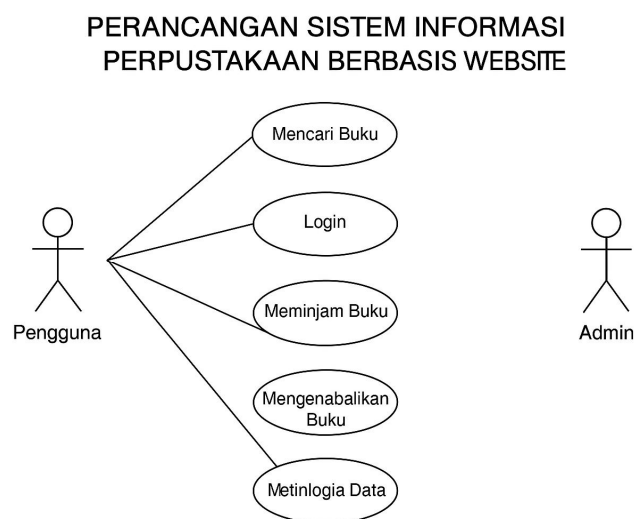 PERANCANGAN SISTEM INFORMASI
PERPUSTAKAAN BERBASIS WEBSITE
Mencari Buku
Login
Meminjam Buku
Pengguna
Admin
Mengenabalikan
Buku
Metinlogia Data